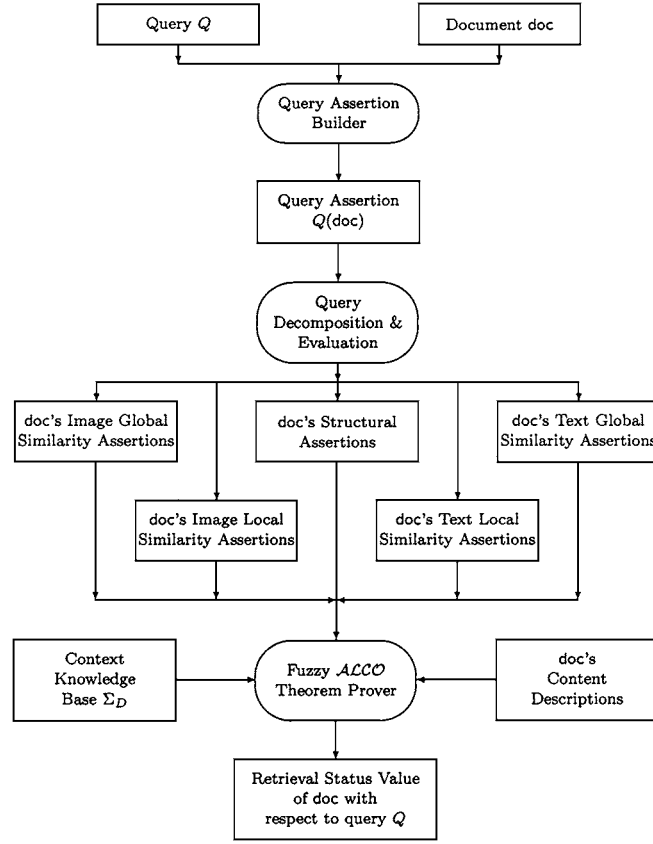 Query Q
Document doc
Query Assertion
Builder
Query Assertion
Q(doc)
Query
Decomposition &
Evaluation
doc's Image Global
Similarity Assertions
doc's Structural
Assertions
doc's Text Global
Similarity Assertions
doc's Image Local
Similarity Assertions
doc's Text Local
Similarity Assertions
Context
Knowledge
Base Σ_D
Fuzzy 𝒜ℒ𝒞𝒪
Theorem Prover
doc's
Content
Descriptions
Retrieval Status Value
of doc with
respect to query Q